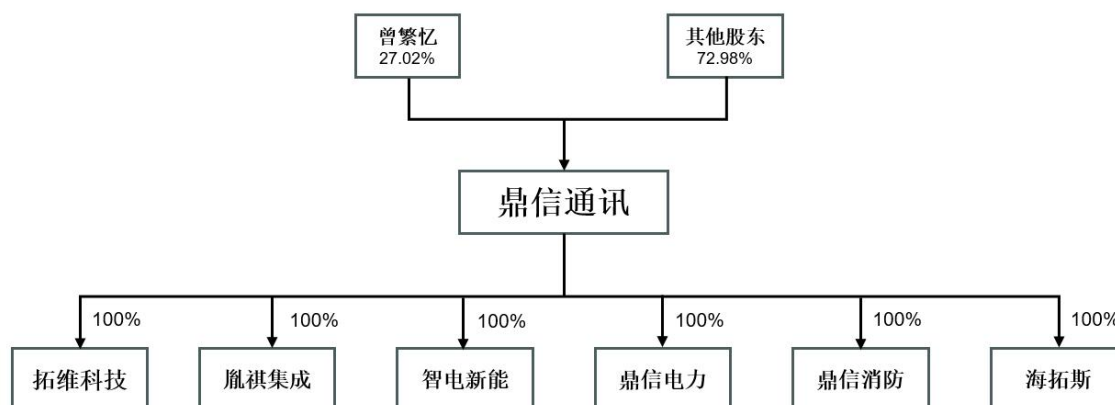 曾繁忆
27.02%
其他股东
72.98%
鼎信通讯
100%
100%
100%
100%
100%
100%
拓维科技
胤祺集成
智电新能
鼎信电力
鼎信消防
海拓斯